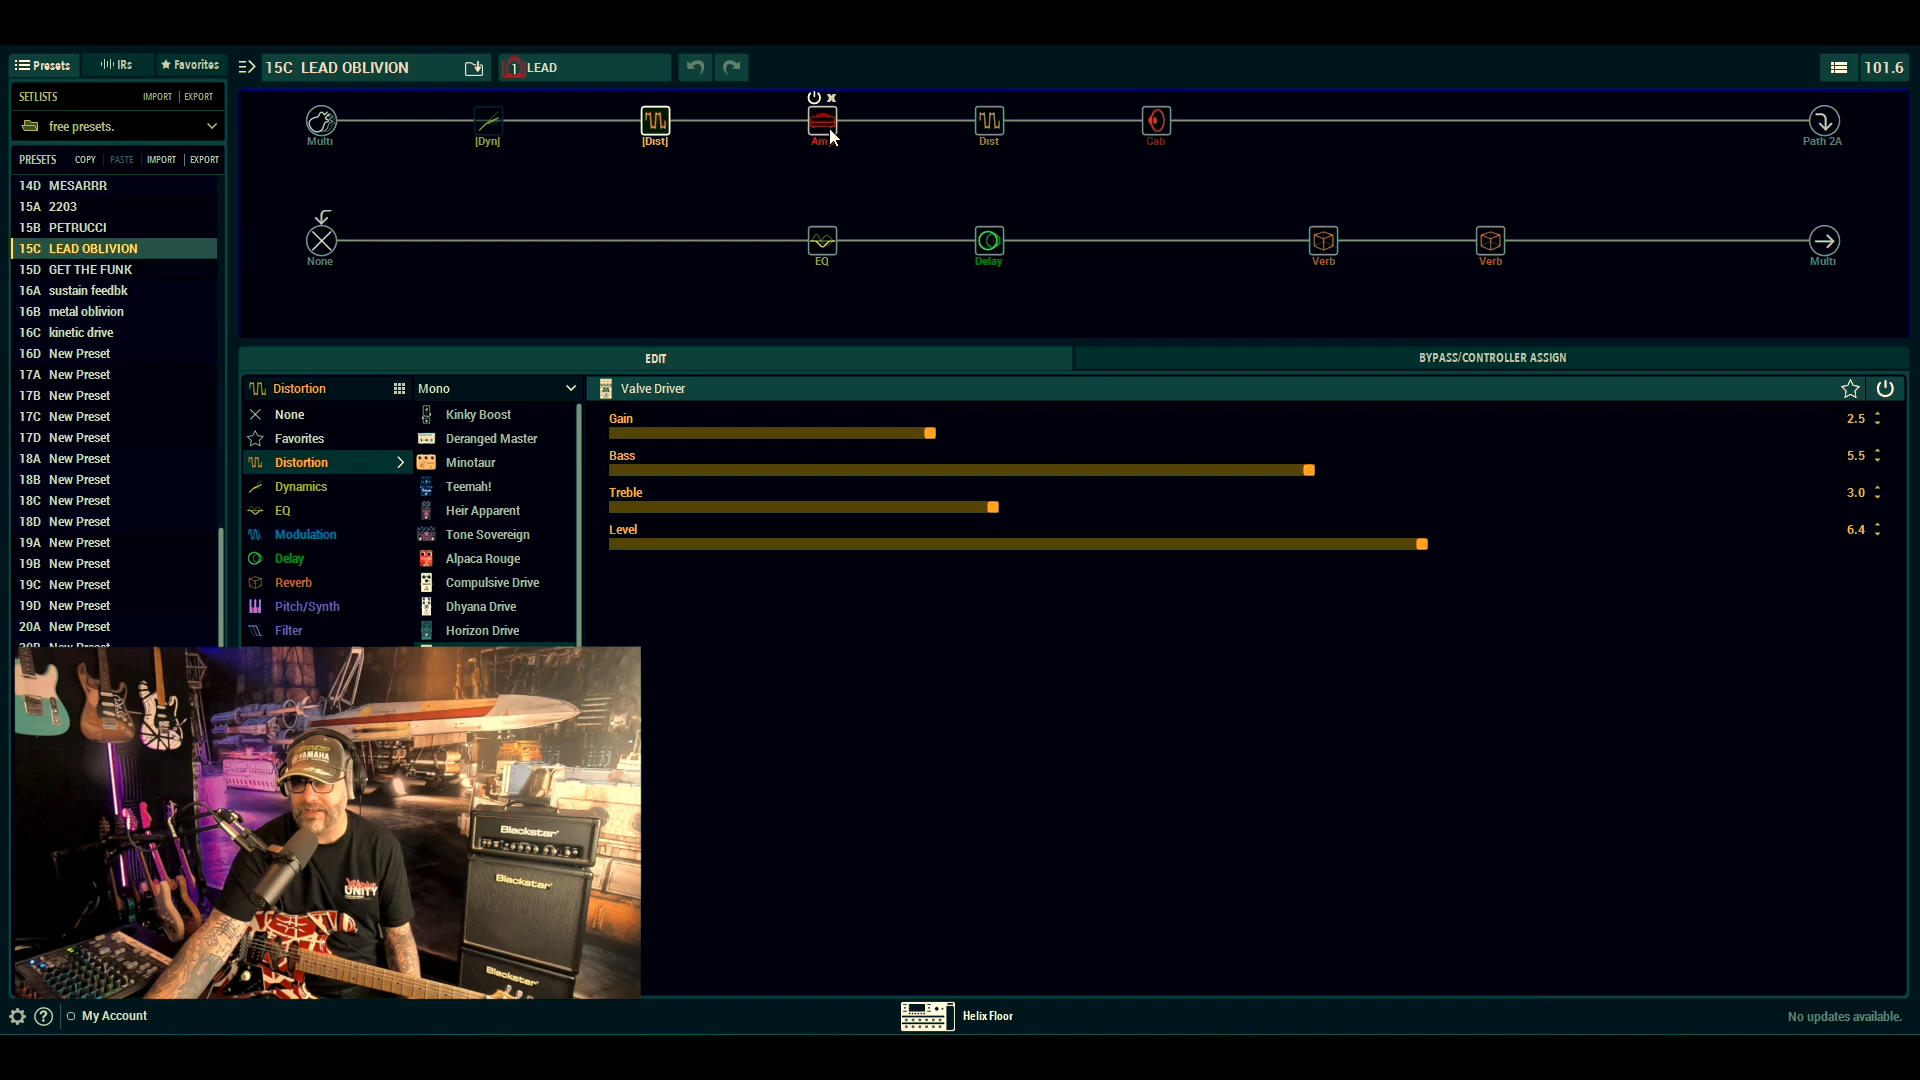 Presets
IRs
Favorites
15C LEAD OBLIVION
1
LEAD
101.6
SETLISTS
IMPORT
EXPORT
free presets.
PRESETS
COPY
PASTE
IMPORT
EXPORT
14D MESARRR
15A 2203
15B PETRUCCI
15C LEAD OBLIVION
15D GET THE FUNK
16A sustain feedbk
16B metal oblivion
16C kinetic drive
16D New Preset
17A New Preset
17B New Preset
17C New Preset
17D New Preset
18A New Preset
18B New Preset
18C New Preset
18D New Preset
19A New Preset
19B New Preset
19C New Preset
19D New Preset
20A New Preset
Multi
[Dyn]
[Dist]
x
Dist
Cab
Path 2A
None
EQ
Delay
Verb
Verb
Multi
EDIT
BYPASS/CONTROLLER ASSIGN
Distortion
Mono
None
Favorites
Distortion
Dynamics
EQ
Modulation
Delay
Reverb
Pitch/Synth
Filter
Kinky Boost
Deranged Master
Minotaur
Teemah!
Heir Apparent
Tone Sovereign
Alpaca Rouge
Compulsive Drive
Dhyana Drive
Horizon Drive
Valve Driver
Gain
2.5
Bass
5.5
Treble
3.0
Level
6.4
YAMAHA
UNITY
Blackstar
Blackstar
Blackstar
My Account
Helix Floor
No updates available.